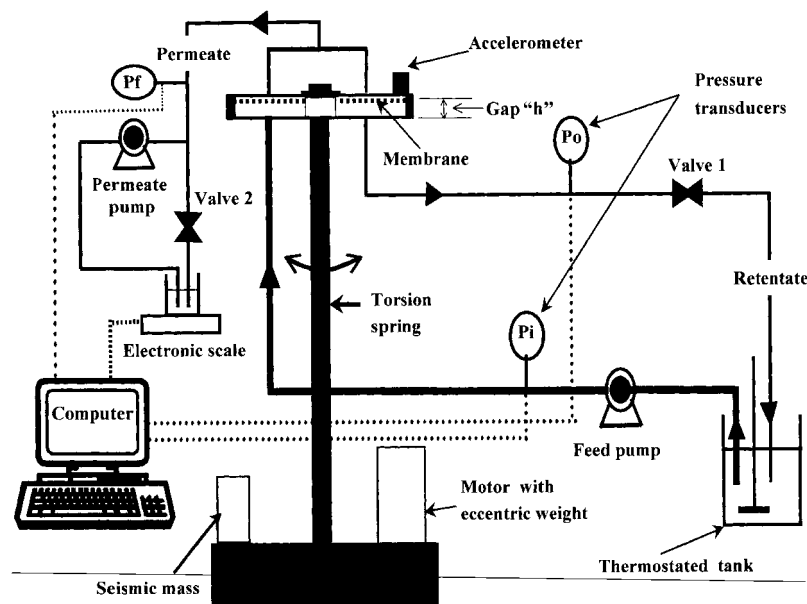 Permeate
Accelerometer
Pf
Gap "h"
Pressure
transducers
Membrane
Po
Permeate
pump
Valve 2
Valve 1
Torsion
spring
Retentate
Pi
Electronic scale
Computer
Feed pump
Motor with
eccentric weight
Seismic mass
Thermostated tank